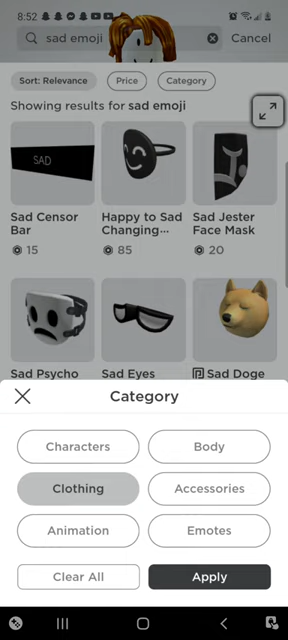 8:52
sad emoji
Cancel
Sort: Relevance
Price
Category
Showing results for sad emoji
SAD
Sad Censor
Bar
15
Happy to Sad
Changing...
85
Sad Jester
Face Mask
20
Sad Psycho
Sad Eyes
Sad Doge
Category
Characters
Body
Clothing
Accessories
Animation
Emotes
Clear All
Apply